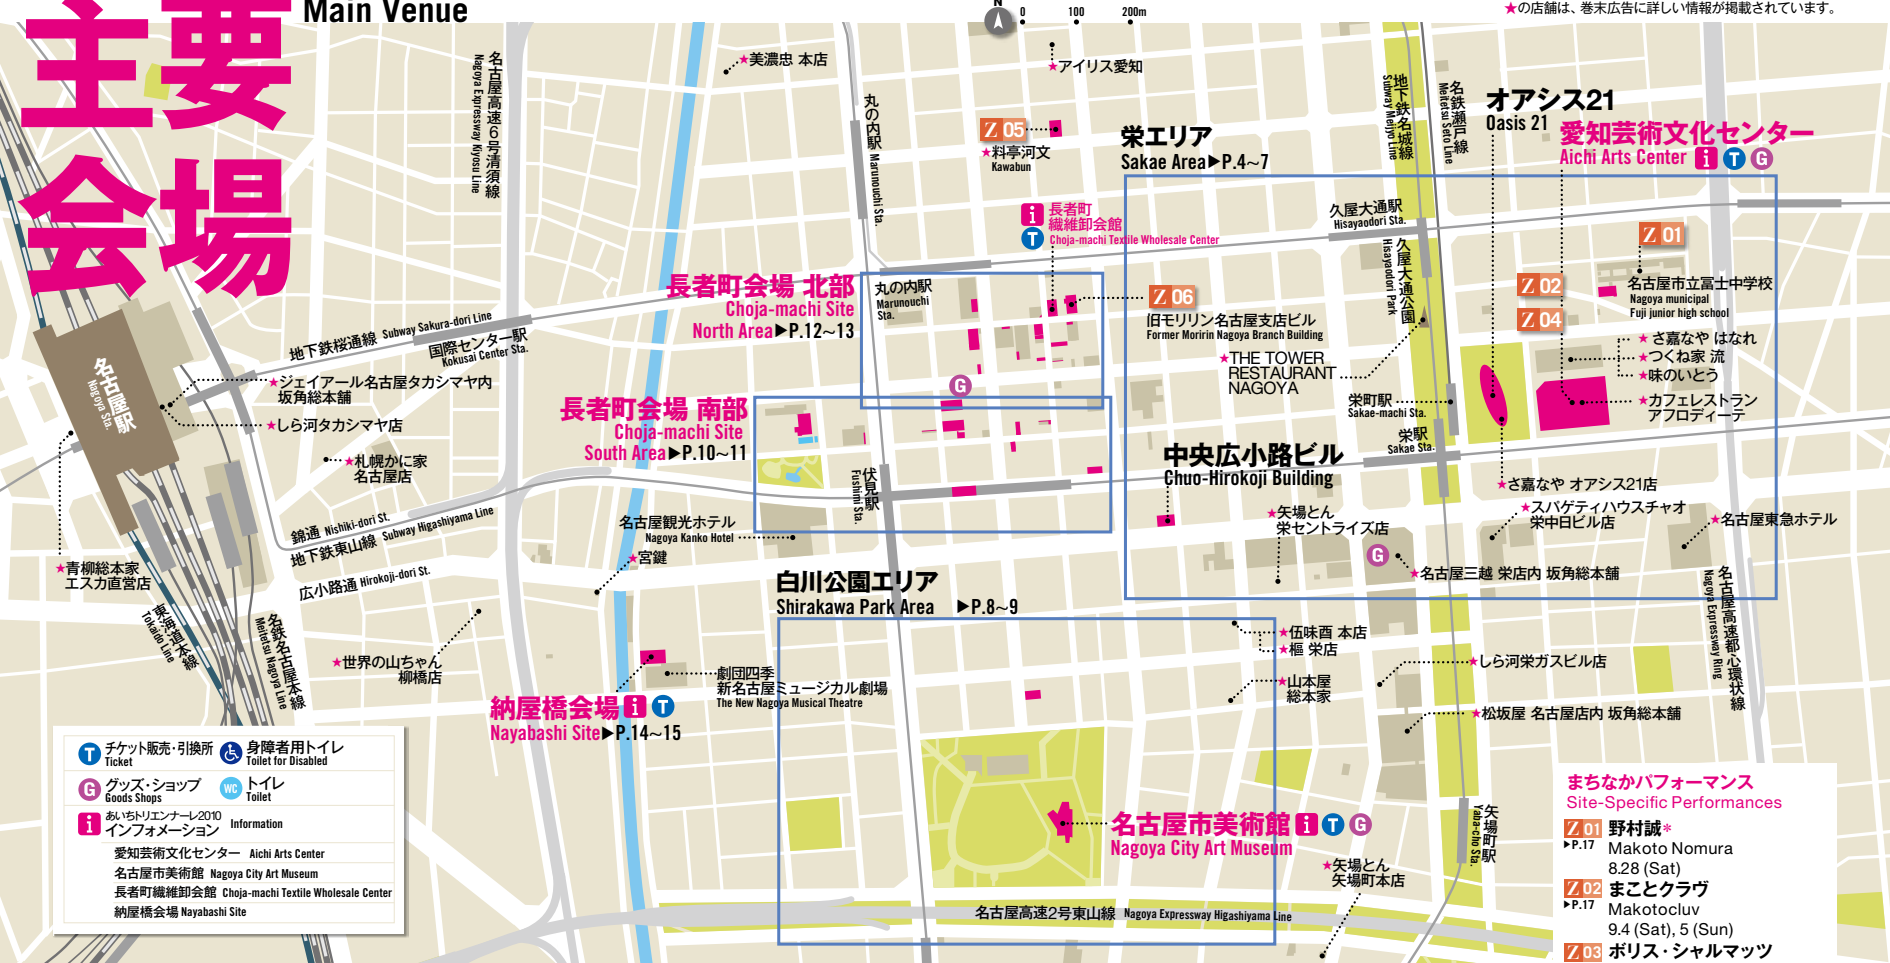 主要
会場
Main Venue
N
0 100 200m
★の店舗は、巻末広告に詳しい情報が掲載されています。
名古屋高速6号清須線
Nagoya Expressway Kiyosu Line
★美濃忠 本店
★アイリス愛知
丸の内駅 Marunouchi Sta.
Z 05
★料亭河文
Kawabun
栄エリア
Sakae Area▶P.4~7
地下鉄名城線
Subway Meijyo Line
名鉄瀬戸線
Meitetsu Seto Line
オアシス21
Oasis 21
愛知芸術文化センター
Aichi Arts Center i T G
i 長者町
繊維卸会館
T Choja-machi Textile Wholesale Center
久屋大通駅
Hisayaodori Sta.
久屋大通公園
Hisayaodori Park
Z 01
名古屋市立冨士中学校
Nagoya municipal
Fuji junior high school
Z 02
Z 04
長者町会場 北部
Choja-machi Site
North Area▶P.12~13
丸の内駅
Marunouchi
Sta.
Z 06
旧モリリン名古屋支店ビル
Former Moririn Nagoya Branch Building
★THE TOWER
RESTAURANT
NAGOYA
★さ嘉なや はなれ
★つくね家 流
★味のいとう
★カフェレストラン
アフロディーテ
地下鉄桜通線 Subway Sakura-dori Line
国際センター駅
Kokusai Center Sta.
名古屋駅
Nagoya Sta.
★ジェイアール名古屋タカシマヤ内
坂角総本舗
★しら河タカシマヤ店
★札幌かに家
名古屋店
G
長者町会場 南部
Choja-machi Site
South Area▶P.10~11
栄町駅
Sakae-machi Sta.
栄駅
Sakae Sta.
中央広小路ビル
Chuo-Hirokoji Building
伏見駅
Fushimi Sta.
★さ嘉なや オアシス21店
★スパゲティハウスチャオ
栄中日ビル店
★名古屋東急ホテル
★矢場とん
栄セントライズ店
G
★名古屋三越 栄店内 坂角総本舗
錦通 Nishiki-dori St.
地下鉄東山線 Subway Higashiyama Line
広小路通 Hirokoji-dori St.
名古屋観光ホテル
Nagoya Kanko Hotel
★宮鍵
★青柳総本家
エスカ直営店
東海道本線
Tokaido Line
名鉄名古屋本線
Meitetsu Nagoya Line
★世界の山ちゃん
柳橋店
白川公園エリア
Shirakawa Park Area ▶P.8~9
★伍味酉 本店
★樞 栄店
★山本屋
総本家
★しら河栄ガスビル店
★松坂屋 名古屋店内 坂角総本舗
名古屋高速都心環状線
Nagoya Expressway Ring
劇団四季
新名古屋ミュージカル劇場
The New Nagoya Musical Theatre
納屋橋会場 i T
Nayabashi Site▶P.14~15
名古屋市美術館 i T G
Nagoya City Art Museum
★矢場とん
矢場町本店
矢場町駅
Yaba-cho Sta.
名古屋高速2号東山線 Nagoya Expressway Higashiyama Line
T チケット販売・引換所
Ticket
身障者用トイレ
Toilet for Disabled
G グッズ・ショップ
Goods Shops
WC トイレ
Toilet
i あいちトリエンナーレ2010
インフォメーション Information
愛知芸術文化センター Aichi Arts Center
名古屋市美術館 Nagoya City Art Museum
長者町繊維卸会館 Choja-machi Textile Wholesale Center
納屋橋会場 Nayabashi Site
まちなかパフォーマンス
Site-Specific Performances
Z 01 野村誠*
▶P.17 Makoto Nomura
8.28 (Sat)
Z 02 まことクラヴ
▶P.17 Makotocluv
9.4 (Sat), 5 (Sun)
Z 03 ボリス・シャルマッツ